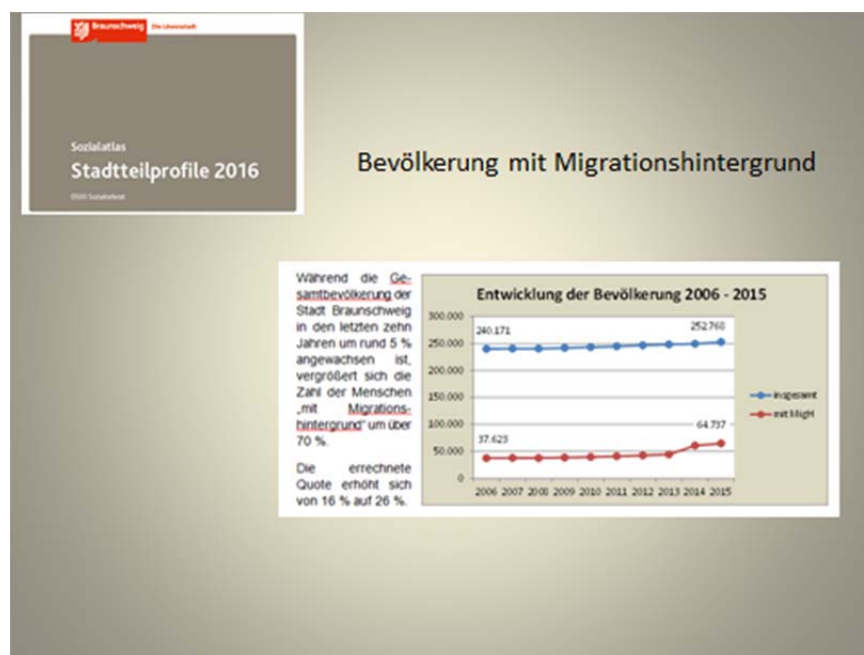 Braunschweig Die Löwenstadt
Sozialatlas
Stadtteilprofile 2016
Bevölkerung mit Migrationshintergrund
Während die Ge-
samtbevölkerung der
Stadt Braunschweig
in den letzten zehn
Jahren um rund 5 %
angewachsen ist,
vergrößert sich die
Zahl der Menschen
„mit Migrations-
hintergrund“ um über
70 %.
Die errechnete
Quote erhöht sich
von 16 % auf 26 %.
Entwicklung der Bevölkerung 2006 - 2015
300.000
250.000
200.000
150.000
100.000
50.000
0
240.171
252.768
37.623
64.737
2006 2007 2008 2009 2010 2011 2012 2013 2014 2015
insgesamt
mit MigH